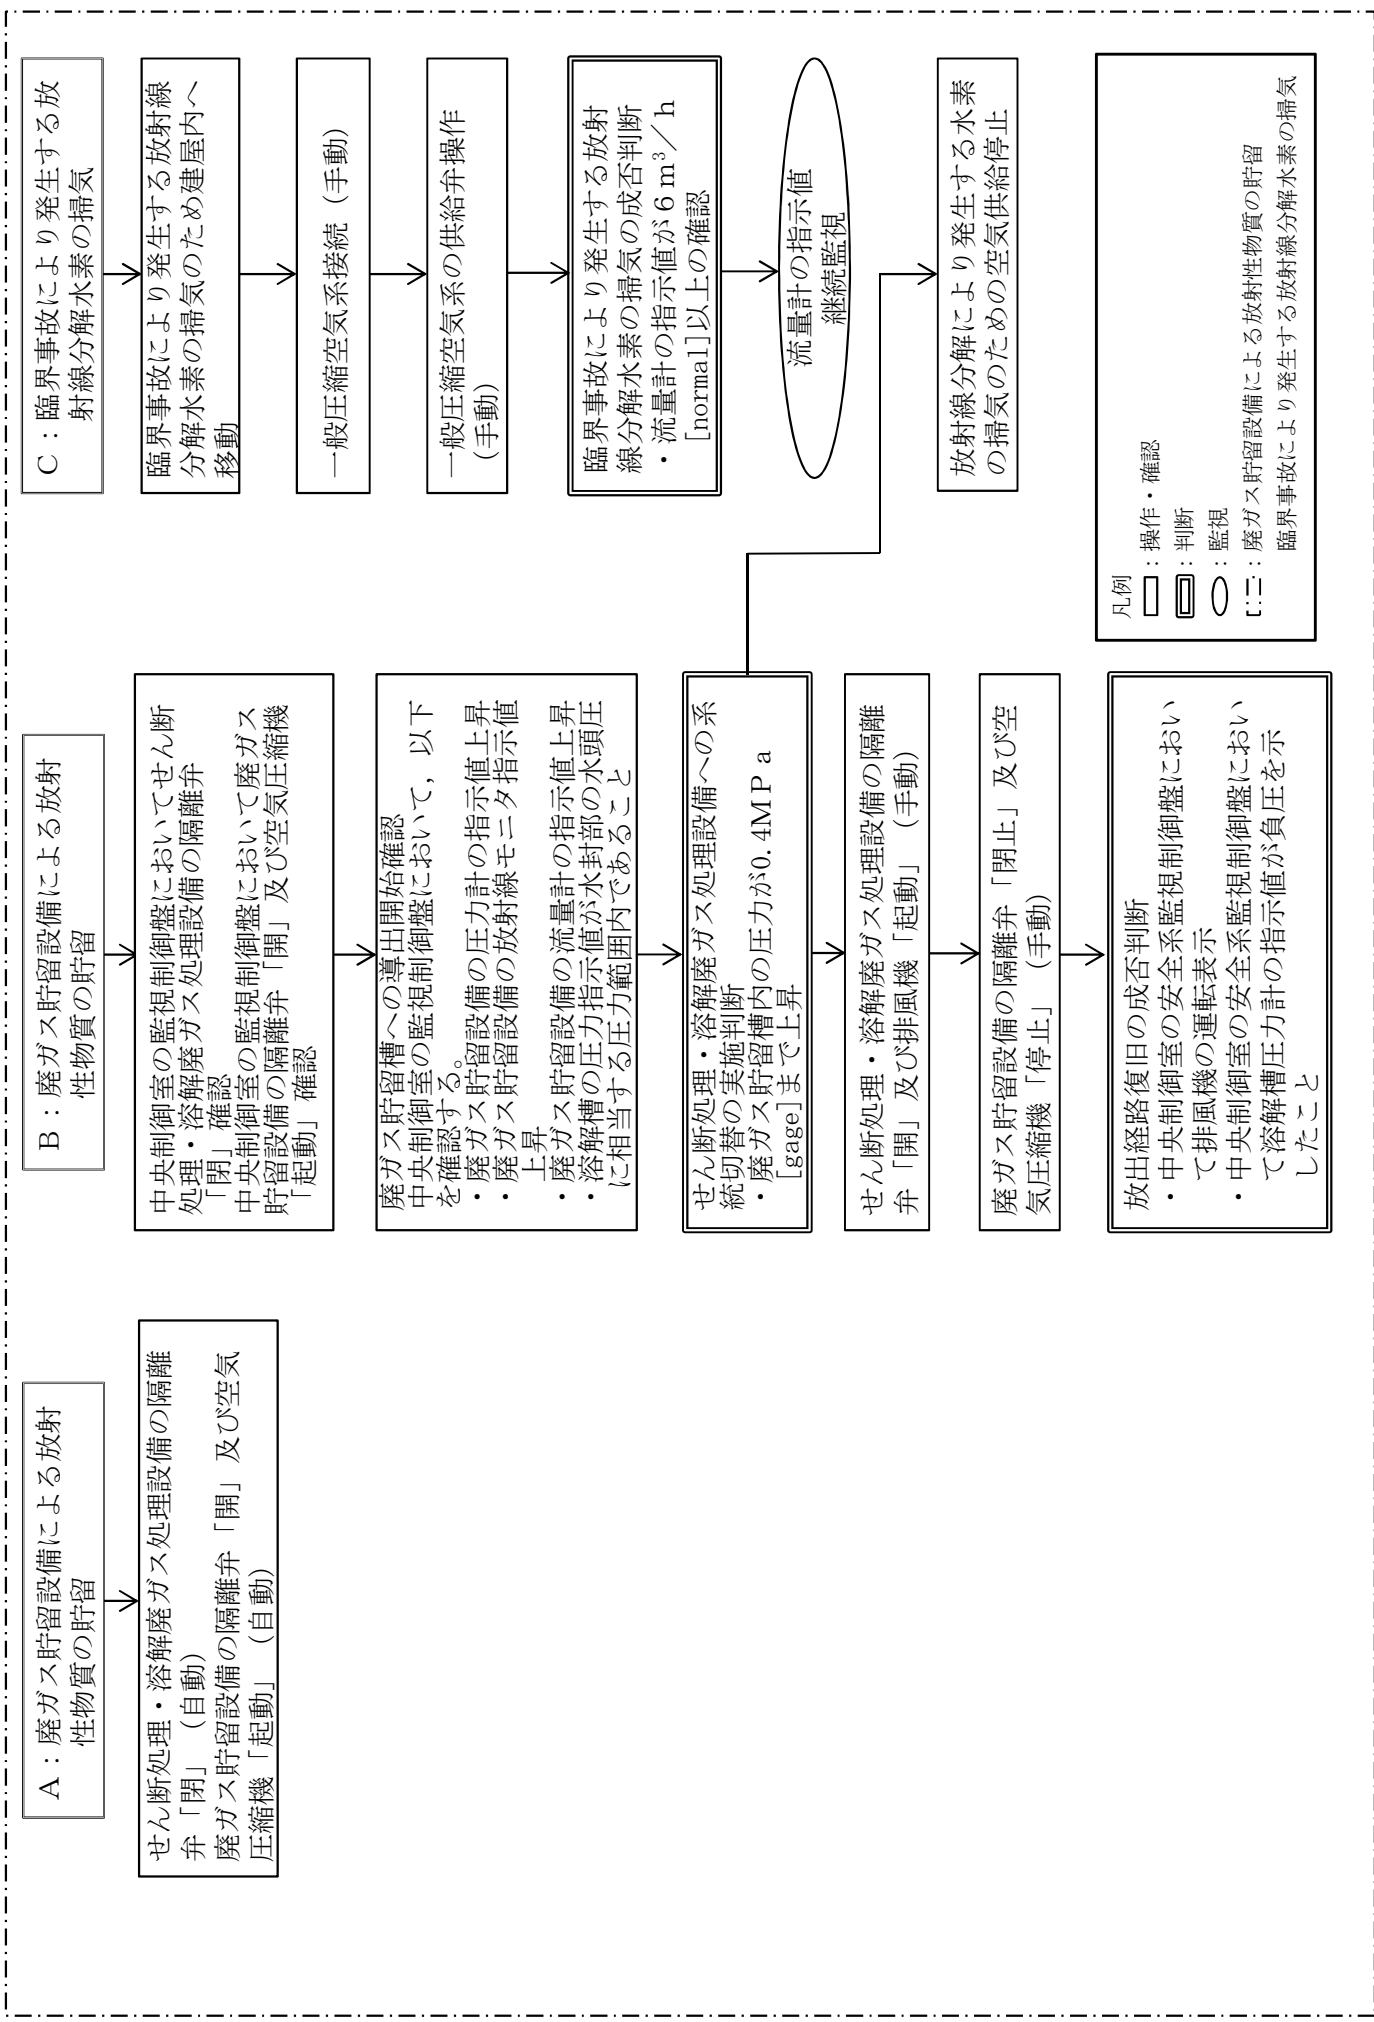 A：廃ガス貯留設備による放射
性物質の貯留
せん断処理・溶解廃ガス処理設備の隔離
弁「閉」（自動）
廃ガス貯留設備の隔離弁「開」及び空気
圧縮機「起動」（自動）
B：廃ガス貯留設備による放射
性物質の貯留
中央制御室の監視制御盤においてせん断
処理・溶解廃ガス処理設備の隔離弁
「閉」確認
中央制御室の監視制御盤において廃ガス
貯留設備の隔離弁「開」及び空気圧縮機
「起動」確認
廃ガス貯留槽への導出開始確認
中央制御室の監視制御盤において，以下
を確認する。
・廃ガス貯留設備の圧力計の指示値上昇
・廃ガス貯留設備の放射線モニタ指示値
上昇
・廃ガス貯留設備の流量計の指示値上昇
・溶解槽の圧力指示値が水封部の水頭圧
に相当する圧力範囲内であること
せん断処理・溶解廃ガス処理設備への系
統切替の実施判断
・廃ガス貯留槽内の圧力が0.4MPa
[gage]まで上昇
せん断処理・溶解廃ガス処理設備の隔離
弁「開」及び排風機「起動」（手動）
廃ガス貯留設備の隔離弁「閉止」及び空
気圧縮機「停止」（手動）
放出経路復旧の成否判断
・中央制御室の安全系監視制御盤におい
て排風機の運転表示
・中央制御室の安全系監視制御盤におい
て溶解槽圧力計の指示値が負圧を示
したこと
C：臨界事故により発生する放
射線分解水素の掃気
臨界事故により発生する放射線
分解水素の掃気のため建屋内へ
移動
一般圧縮空気系接続（手動）
一般圧縮空気系の供給弁操作
（手動）
臨界事故により発生する放射
線分解水素の掃気の成否判断
・流量計の指示値が6m³／h
[normal]以上の確認
流量計の指示値
継続監視
放射線分解により発生する水素
の掃気のための空気供給停止
凡例
：操作・確認
：判断
：監視
：廃ガス貯留設備による放射性物質の貯留
臨界事故により発生する放射線分解水素の掃気